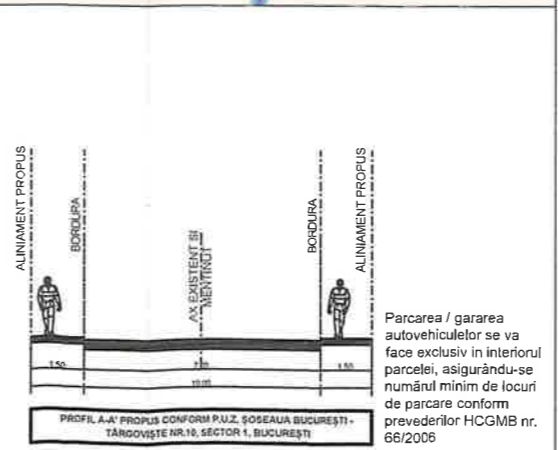 ALINIAMENT PROPUS
BORDURA
AX EXISTENT SI
MENTINUT
BORDURA
ALINIAMENT PROPUS
1.50
1.50
10.00
PROFIL A-A' PROPUS CONFORM P.U.Z. ŞOSEAUA BUCUREŞTI -
TÂRGOVIŞTE NR.10, SECTOR 1, BUCUREŞTI
Parcarea / gararea
autovehiculelor se va
face exclusiv in interiorul
parcelei, asigurându-se
numărul minim de locuri
de parcare conform
prevederilor HCGMB nr.
66/2006